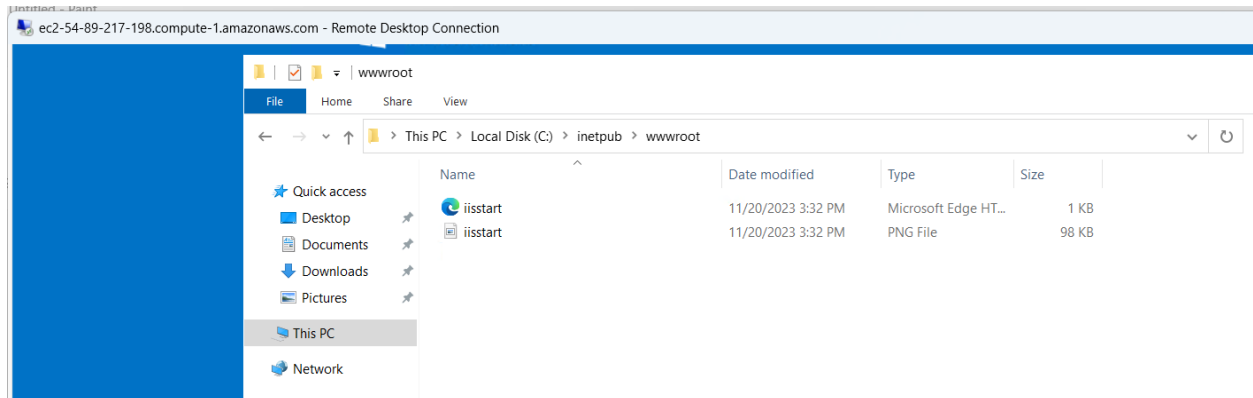 Untitled - Paint
ec2-54-89-217-198.compute-1.amazonaws.com - Remote Desktop Connection
wwwroot
File Home Share View
This PC > Local Disk (C:) > inetpub > wwwroot
Name Date modified Type Size
Quick access
iisstart 11/20/2023 3:32 PM Microsoft Edge HT... 1 KB
Desktop
iisstart 11/20/2023 3:32 PM PNG File 98 KB
Documents
Downloads
Pictures
This PC
Network